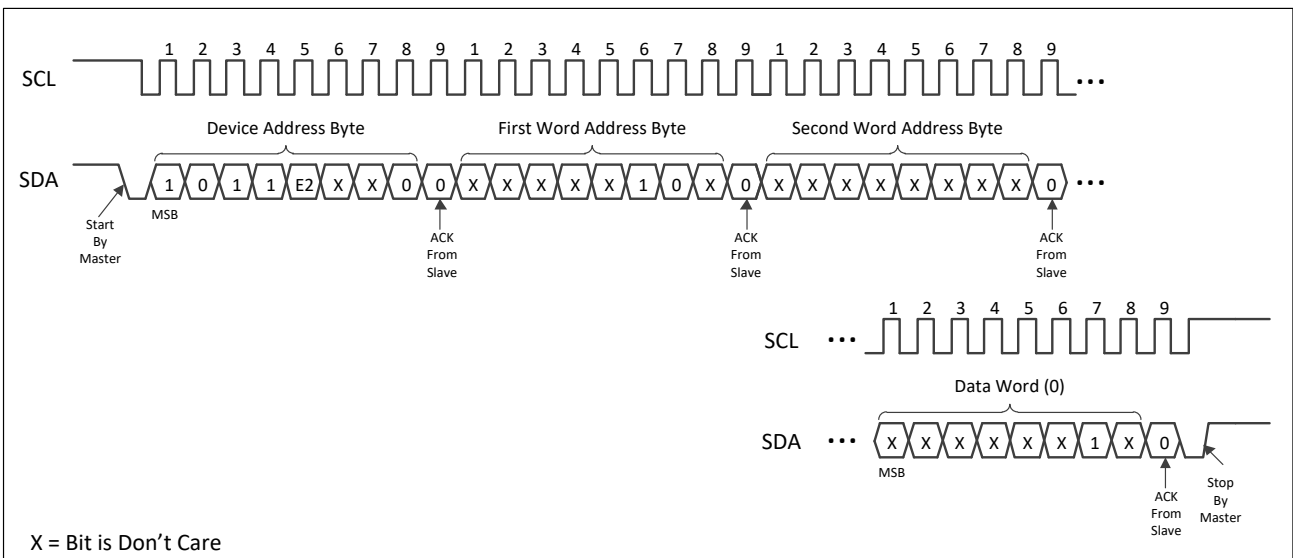 1 2 3 4 5 6 7 8 9 1 2 3 4 5 6 7 8 9 1 2 3 4 5 6 7 8 9
SCL ...
Device Address Byte First Word Address Byte Second Word Address Byte
SDA 1 0 1 1 E2 X X 0 0 X X X X X 1 0 X 0 X X X X X X X X 0 ...
MSB
Start
By
Master
ACK
From
Slave
ACK
From
Slave
ACK
From
Slave
1 2 3 4 5 6 7 8 9
SCL ...
Data Word (0)
SDA ... X X X X X X 1 X 0
MSB
ACK
From
Slave
Stop
By
Master
X = Bit is Don’t Care